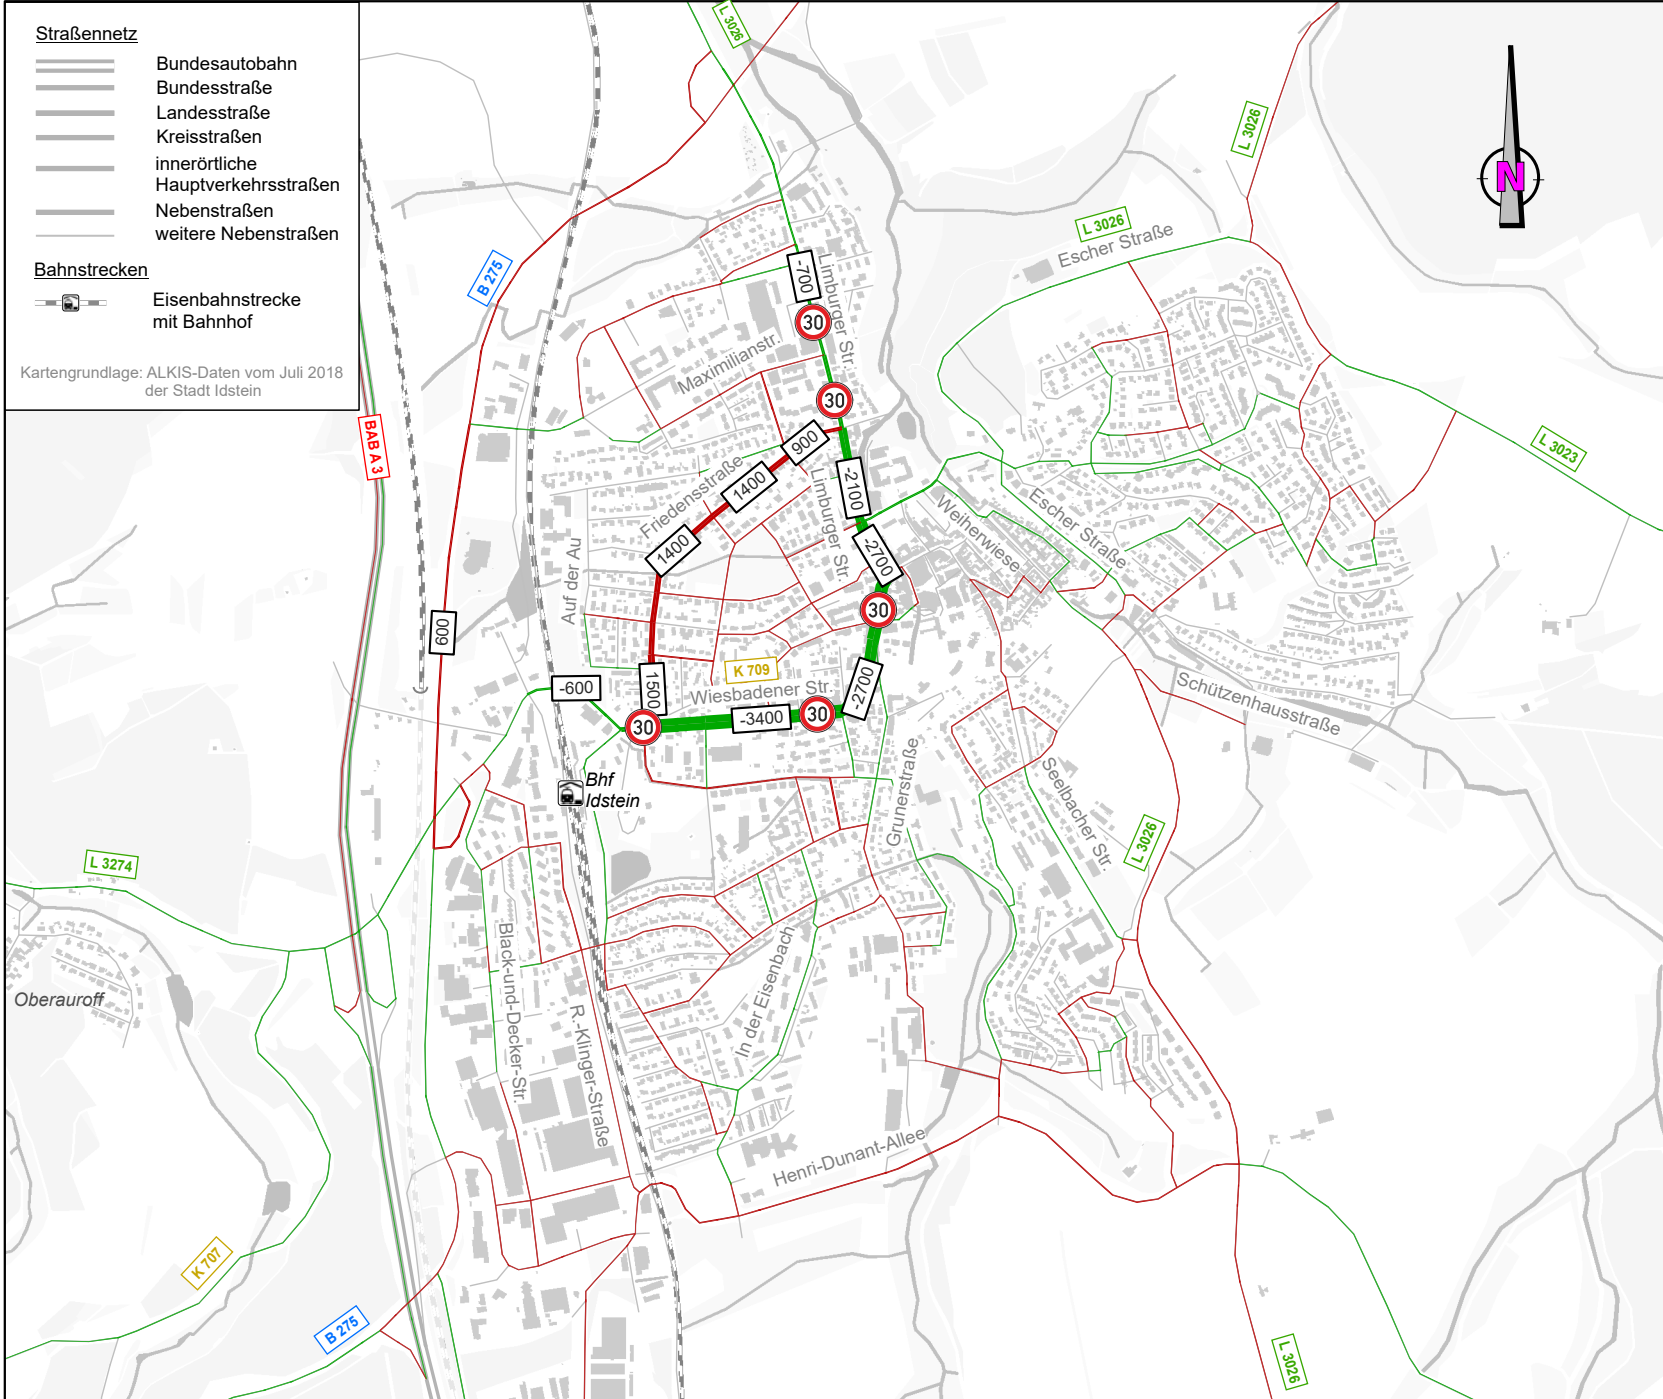 Straßennetz
Bundesautobahn
Bundesstraße
Landesstraße
Kreisstraßen
innerörtliche
Hauptverkehrsstraßen
Nebenstraßen
weitere Nebenstraßen
Bahnstrecken
Eisenbahnstrecke
mit Bahnhof
Kartengrundlage: ALKIS-Daten vom Juli 2018
der Stadt Idstein
L 3026
L 3026
N
L 3026
Escher Straße
B 275
-700
Limburger Str.
30
Maximilianstr.
30
BAB A 3
900
L 3023
Friedensstraße
1400
-2100
Limburger Str.
Weiherwiese
Escher Straße
1400
-2700
Auf der Au
600
30
K 709
Wiesbadener Str.
-600
1500
-2700
Schützenhausstraße
30
-3400
30
Grunerstraße
Seelbacher Str.
Bhf
Idstein
L 3026
L 3274
Oberauroff
Black-und-Decker-Str.
In der Eisenbach
R.-Klinger-Straße
Henri-Dunant-Allee
K 707
B 275
L 3026